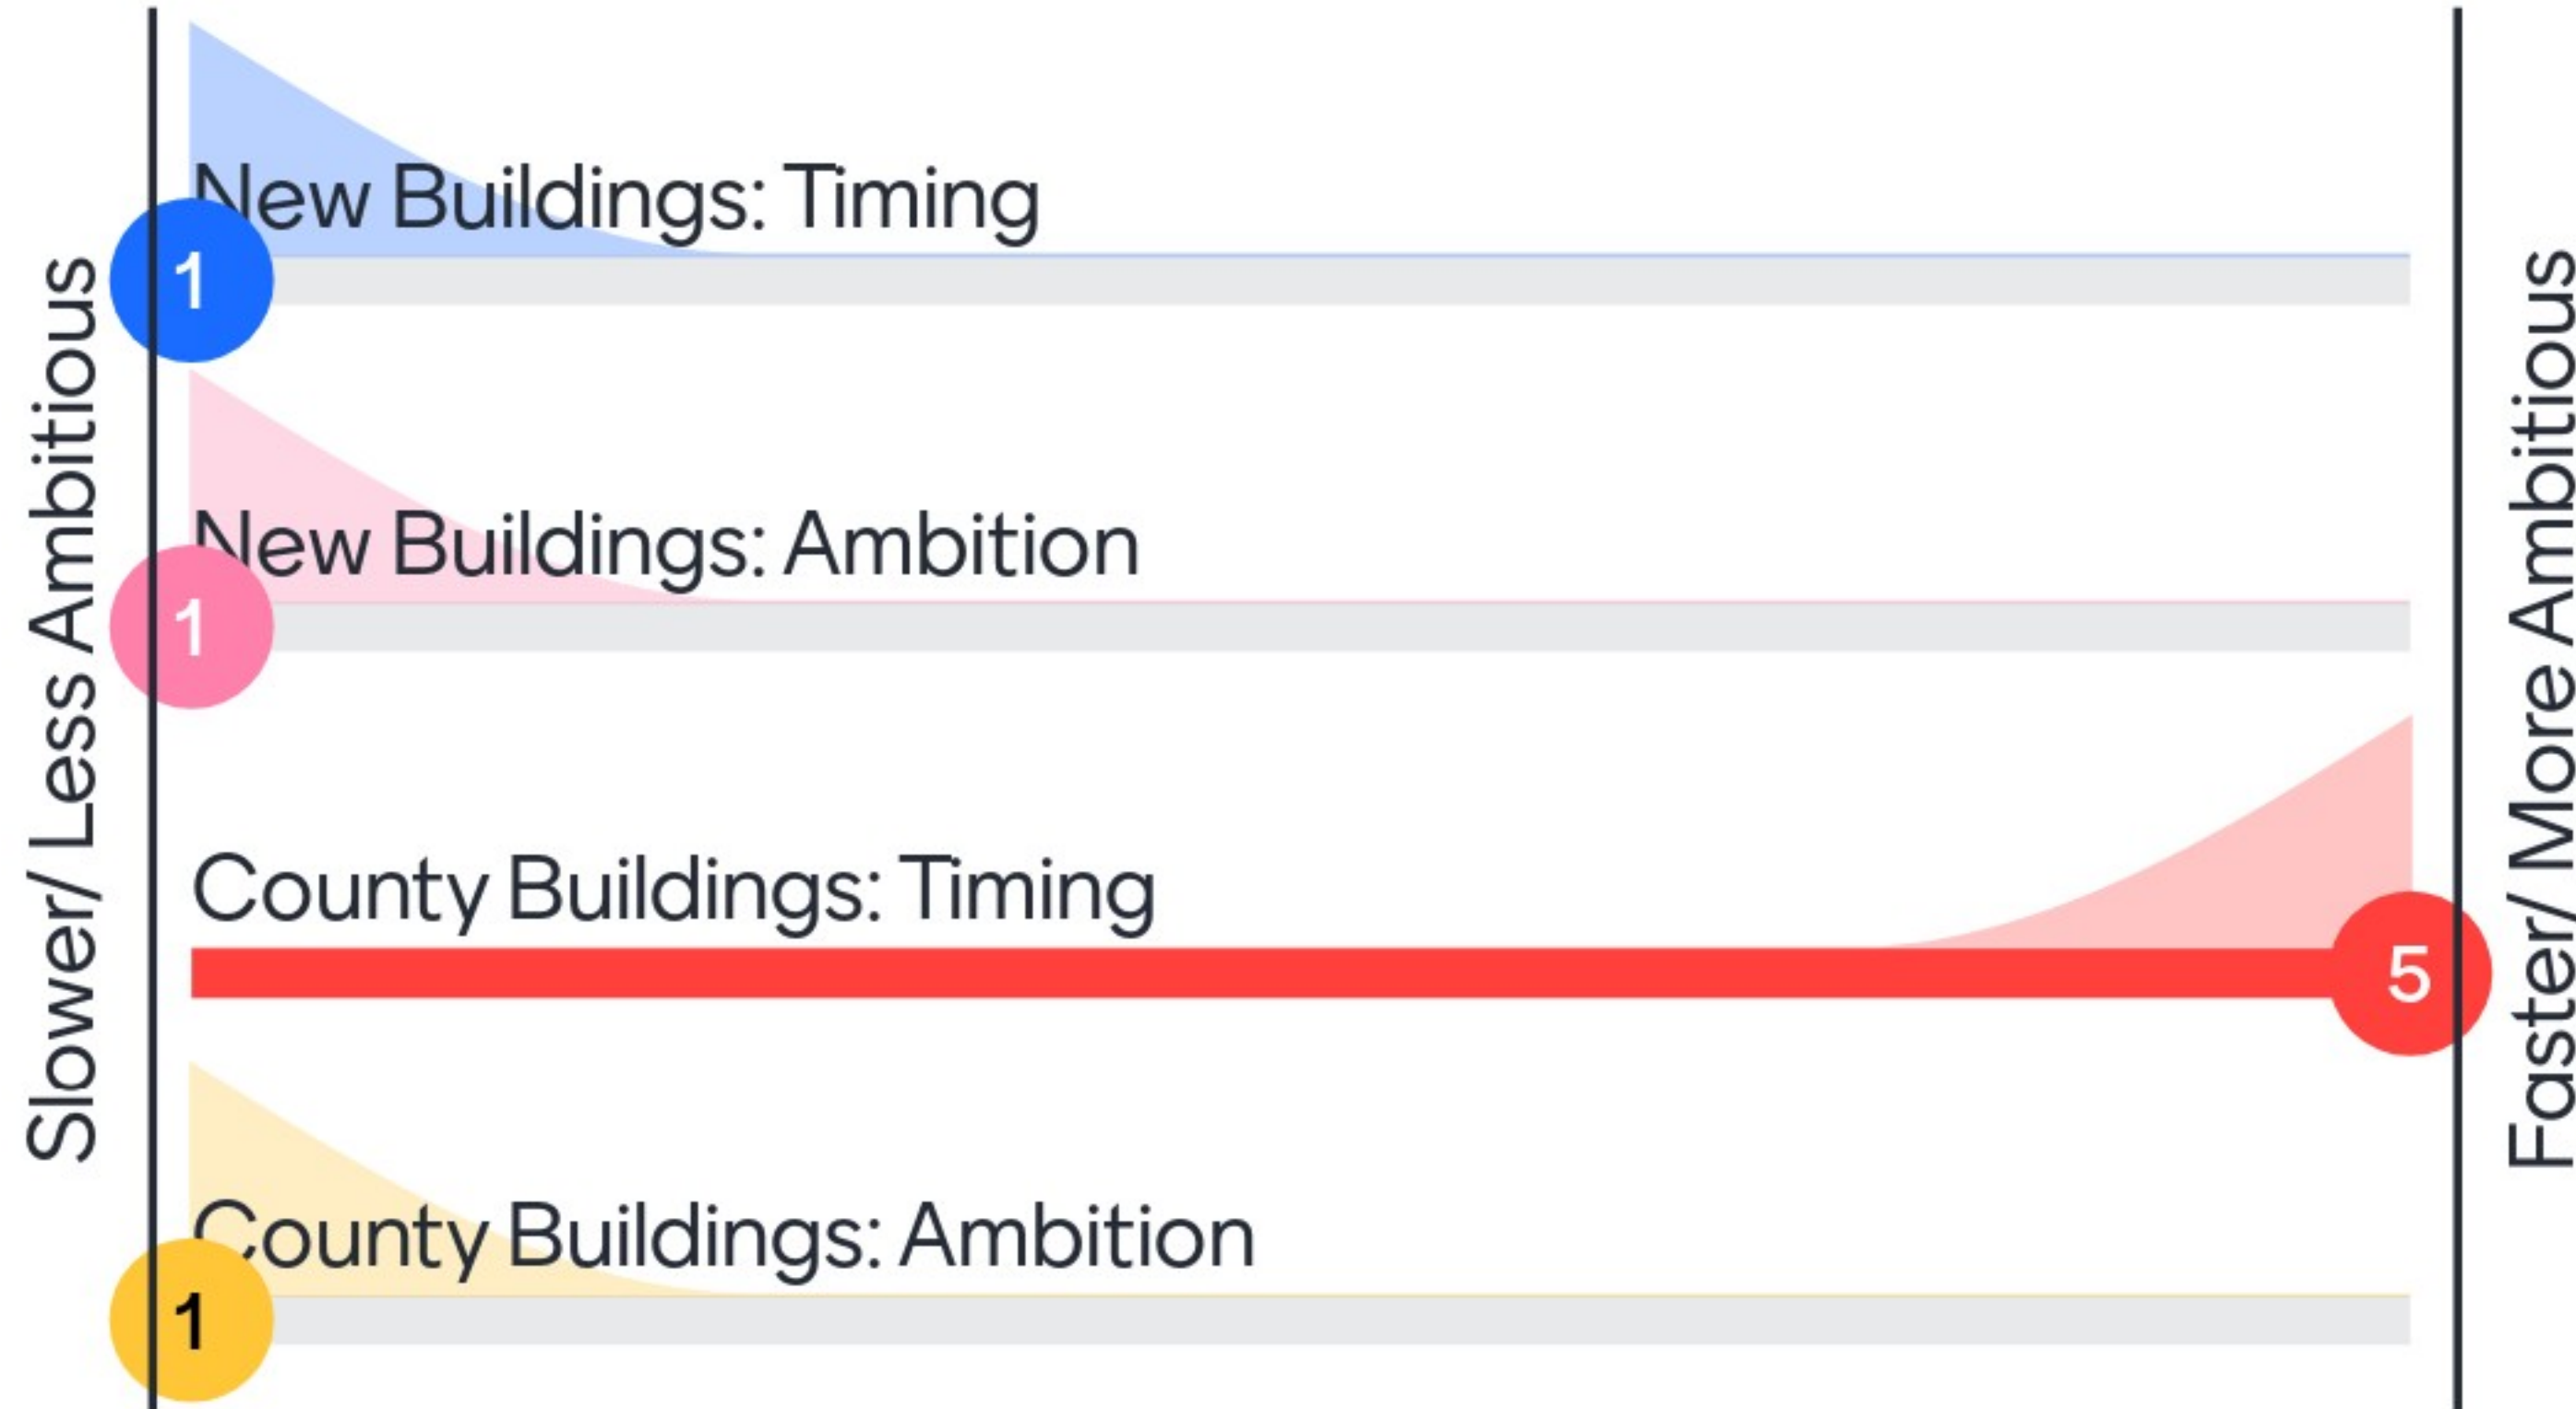 Slower/ Less Ambitious
New Buildings: Timing
1
New Buildings: Ambition
1
County Buildings: Timing
5
County Buildings: Ambition
1
Faster/ More Ambitious